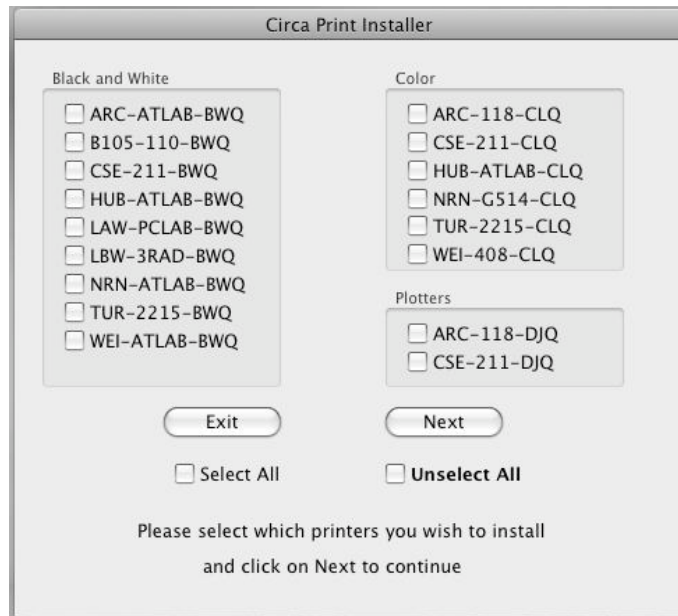 Circa Print Installer
Black and White
ARC-ATLAB-BWQ
B105-110-BWQ
CSE-211-BWQ
HUB-ATLAB-BWQ
LAW-PCLAB-BWQ
LBW-3RAD-BWQ
NRN-ATLAB-BWQ
TUR-2215-BWQ
WEI-ATLAB-BWQ
Color
ARC-118-CLQ
CSE-211-CLQ
HUB-ATLAB-CLQ
NRN-G514-CLQ
TUR-2215-CLQ
WEI-408-CLQ
Plotters
ARC-118-DJQ
CSE-211-DJQ
Exit
Next
Select All
Unselect All
Please select which printers you wish to install
and click on Next to continue